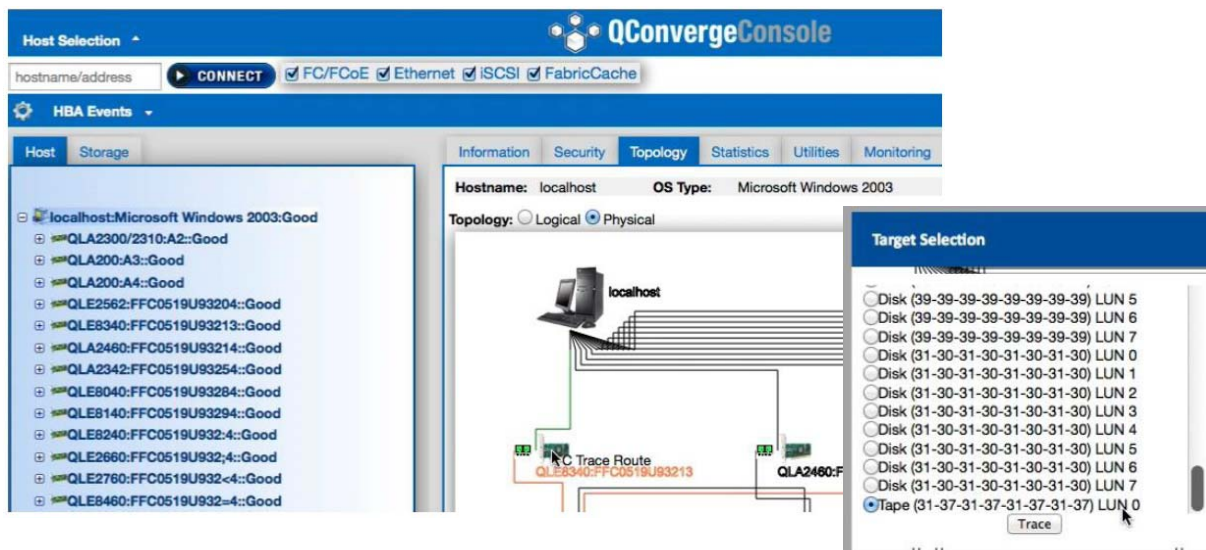 Host Selection
QConvergeConsole
hostname/address
CONNECT
FC/FCoE
Ethernet
iSCSI
FabricCache
HBA Events
Host
Storage
localhost:Microsoft Windows 2003:Good
QLA2300/2310:A2::Good
QLA200:A3::Good
QLA200:A4::Good
QLE2562:FFC0519U93204::Good
QLE8340:FFC0519U93213::Good
QLA2460:FFC0519U93214::Good
QLA2342:FFC0519U93254::Good
QLE8040:FFC0519U93284::Good
QLE8140:FFC0519U93294::Good
QLE8240:FFC0519U932:4::Good
QLE2660:FFC0519U932;4::Good
QLE2760:FFC0519U932<4::Good
QLE8460:FFC0519U932=4::Good
Information
Security
Topology
Statistics
Utilities
Monitoring
Hostname: localhost OS Type: Microsoft Windows 2003
Topology: Logical Physical
localhost
C Trace Route
QLE8340:FFC0519U93213
QLA2460:F
Target Selection
Disk (39-39-39-39-39-39-39-39) LUN 5
Disk (39-39-39-39-39-39-39-39) LUN 6
Disk (39-39-39-39-39-39-39-39) LUN 7
Disk (31-30-31-30-31-30-31-30) LUN 0
Disk (31-30-31-30-31-30-31-30) LUN 1
Disk (31-30-31-30-31-30-31-30) LUN 2
Disk (31-30-31-30-31-30-31-30) LUN 3
Disk (31-30-31-30-31-30-31-30) LUN 4
Disk (31-30-31-30-31-30-31-30) LUN 5
Disk (31-30-31-30-31-30-31-30) LUN 6
Disk (31-30-31-30-31-30-31-30) LUN 7
Tape (31-37-31-37-31-37-31-37) LUN 0
Trace